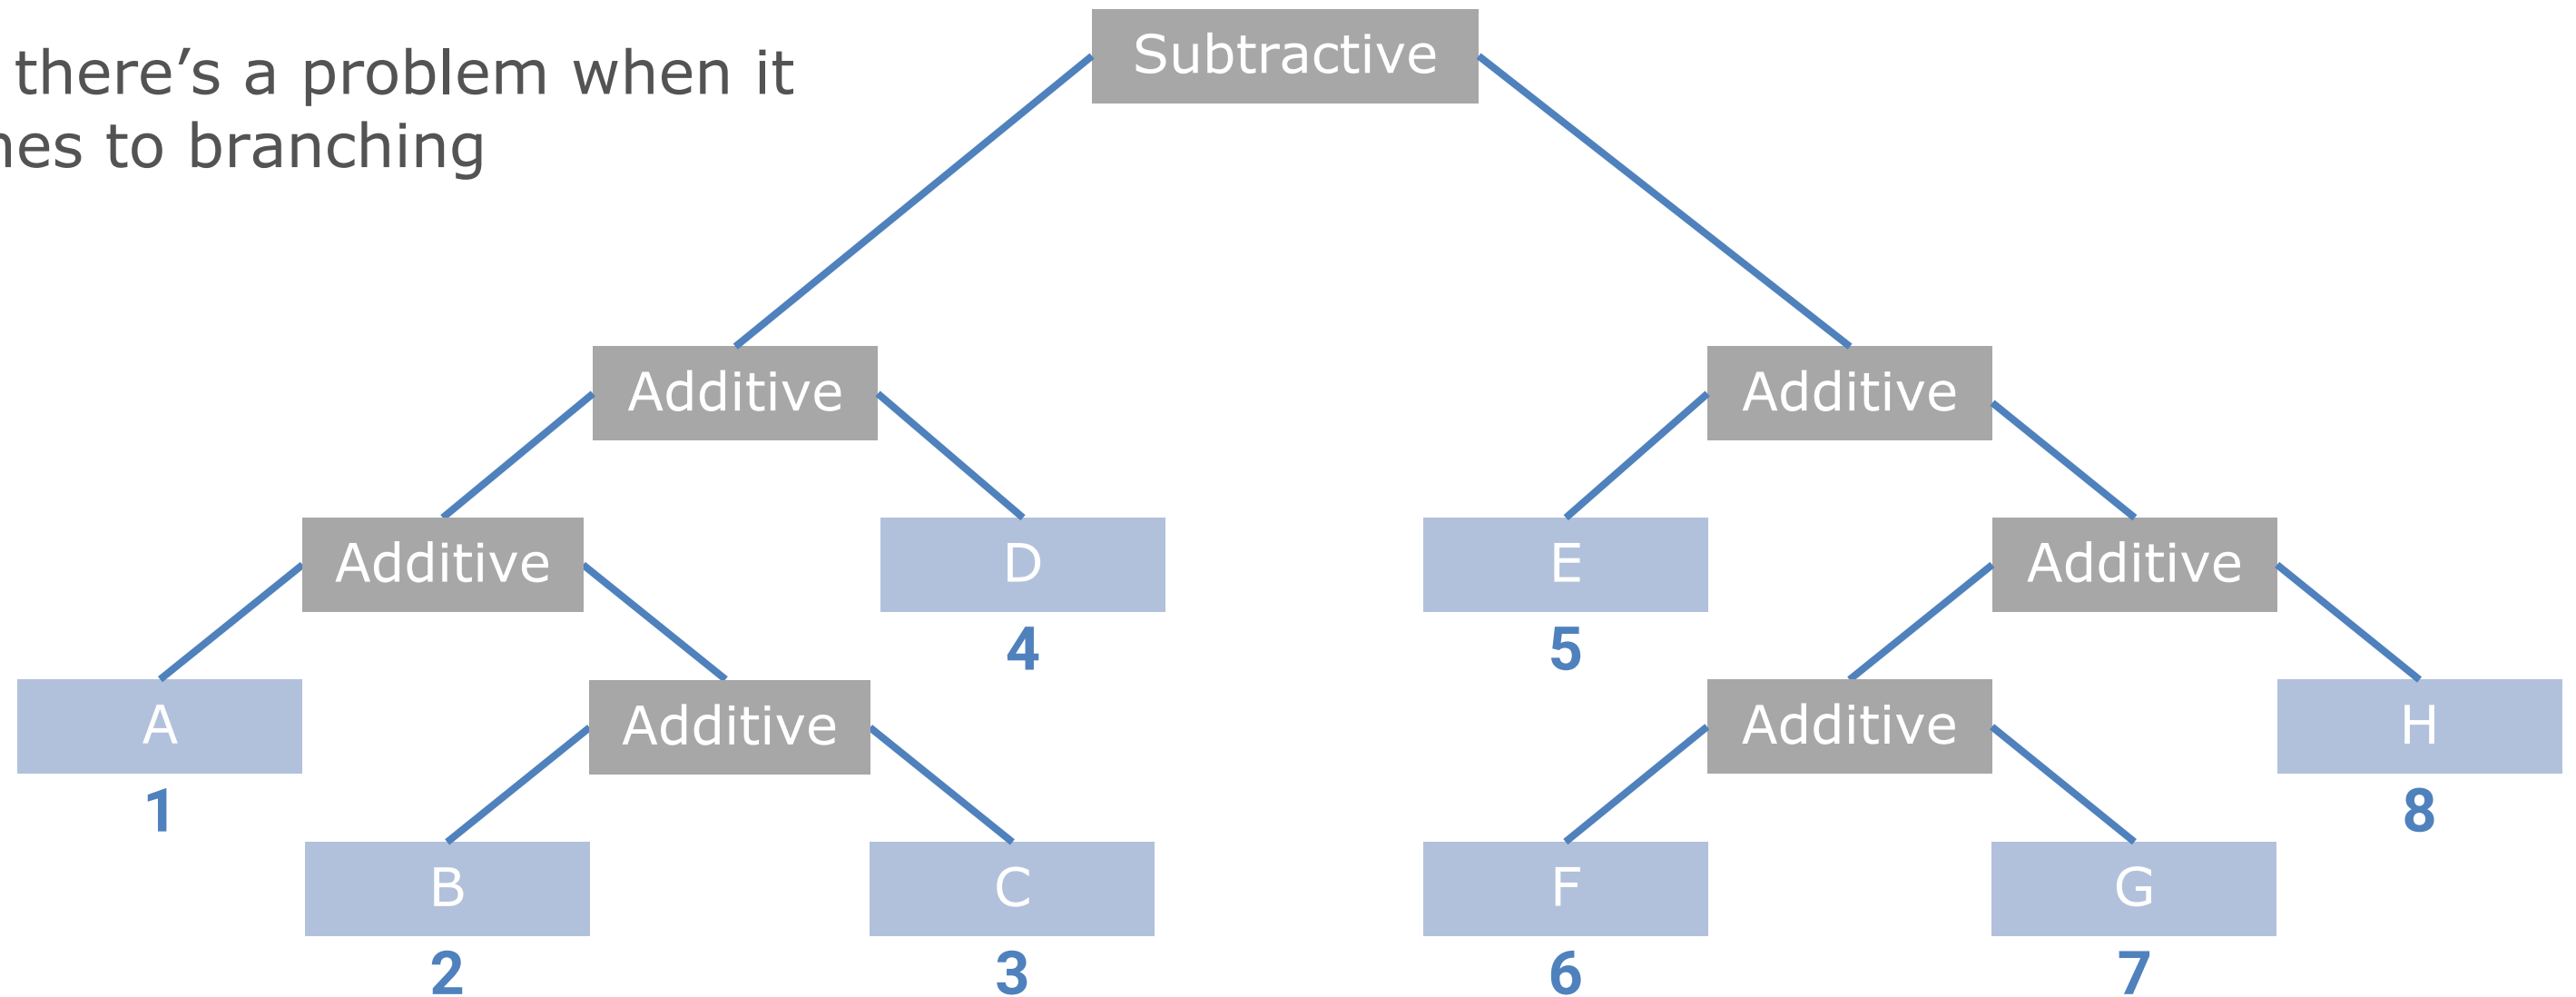 there’s a problem when it
to branching
Subtractive
Additive
Additive
Additive
D
E
Additive
4
5
A
Additive
Additive
H
1
8
B
C
F
G
2
3
6
7